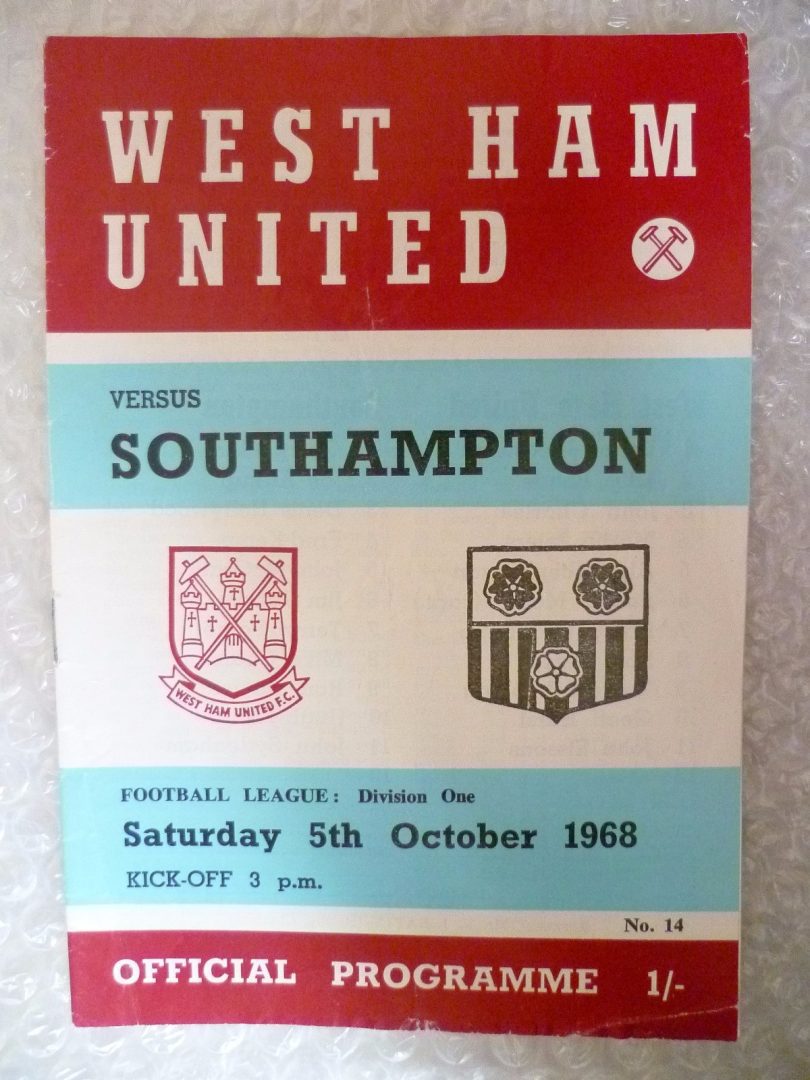 WEST HAM
UNITED
VERSUS
SOUTHAMPTON
WEST HAM UNITED F.C.
FOOTBALL LEAGUE: Division One
Saturday 5th October 1968
KICK-OFF 3 p.m.
No. 14
OFFICIAL PROGRAMME 1/-